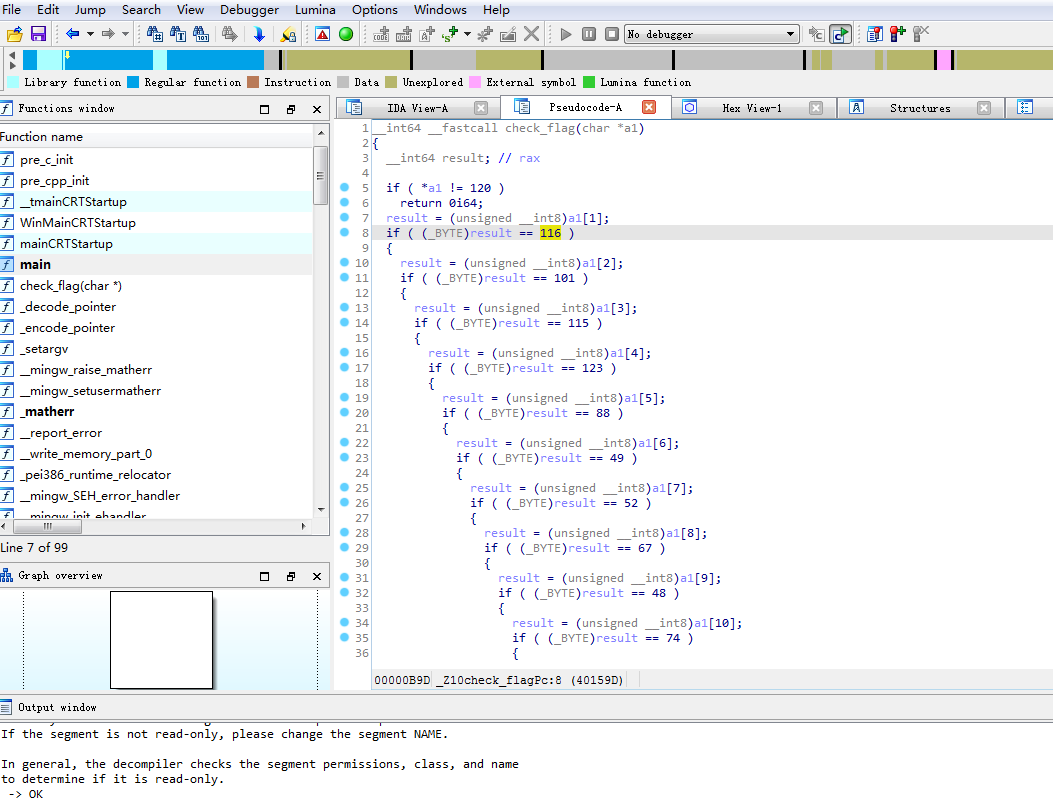 File Edit Jump Search View Debugger Lumina Options Windows Help
No debugger
Library function Regular function Instruction Data Unexplored External symbol Lumina function
Functions window
IDA View-A Pseudocode-A Hex View-1 Structures
Function name
pre_c_init
pre_cpp_init
__tmainCRTStartup
WinMainCRTStartup
mainCRTStartup
main
check_flag(char *)
_decode_pointer
_encode_pointer
_setargv
__mingw_raise_matherr
__mingw_setusermatherr
_matherr
__report_error
__write_memory_part_0
_pei386_runtime_relocator
__mingw_SEH_error_handler
__mingw_init_ehandler
Line 7 of 99
Graph overview
1 __int64 __fastcall check_flag(char *a1)
2 {
3 __int64 result; // rax
4
5 if ( *a1 != 120 )
6 return 0i64;
7 result = (unsigned __int8)a1[1];
8 if ( (_BYTE)result == 116 )
9 {
10 result = (unsigned __int8)a1[2];
11 if ( (_BYTE)result == 101 )
12 {
13 result = (unsigned __int8)a1[3];
14 if ( (_BYTE)result == 115 )
15 {
16 result = (unsigned __int8)a1[4];
17 if ( (_BYTE)result == 123 )
18 {
19 result = (unsigned __int8)a1[5];
20 if ( (_BYTE)result == 88 )
21 {
22 result = (unsigned __int8)a1[6];
23 if ( (_BYTE)result == 49 )
24 {
25 result = (unsigned __int8)a1[7];
26 if ( (_BYTE)result == 52 )
27 {
28 result = (unsigned __int8)a1[8];
29 if ( (_BYTE)result == 67 )
30 {
31 result = (unsigned __int8)a1[9];
32 if ( (_BYTE)result == 48 )
33 {
34 result = (unsigned __int8)a1[10];
35 if ( (_BYTE)result == 74 )
36 {
00000B9D _Z10check_flagPc:8 (40159D)
Output window
If the segment is not read-only, please change the segment NAME.
In general, the decompiler checks the segment permissions, class, and name
to determine if it is read-only.
-> OK